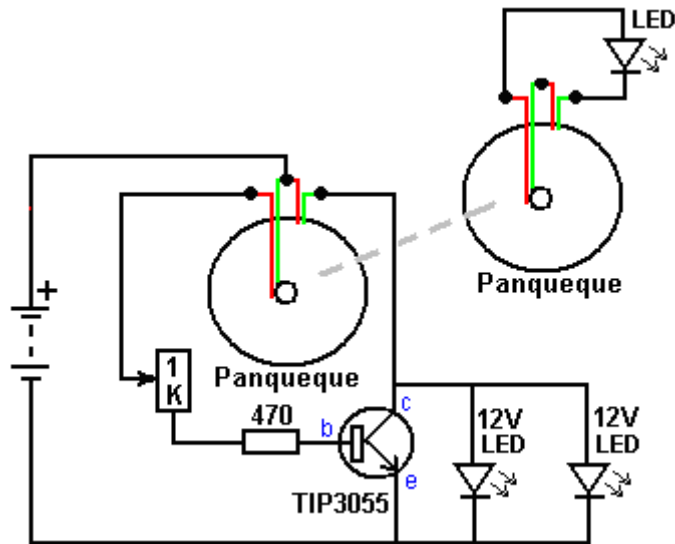 LED
Panqueque
+
1
K
Panqueque
470
b
c
e
TIP3055
12V
LED
12V
LED